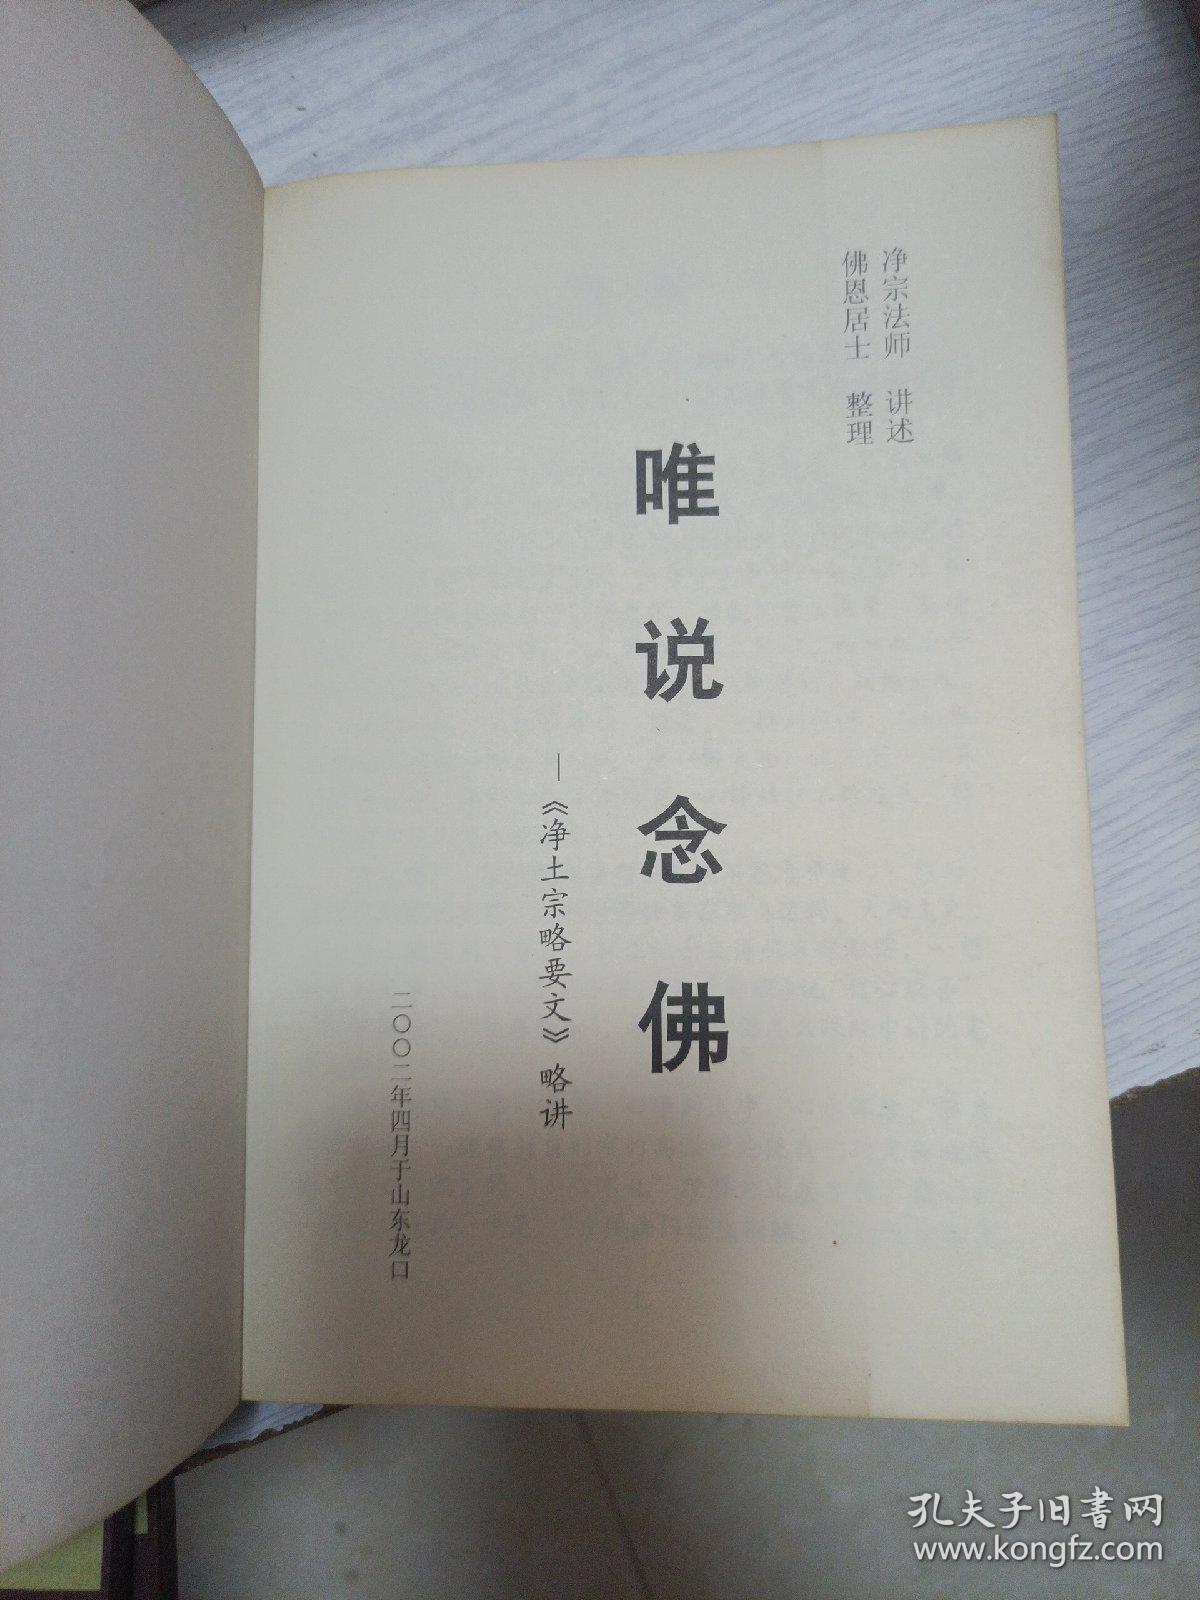 净宗法师 讲述
佛恩居士 整理
唯说念佛
—《净土宗略要文》略讲
二〇〇二年四月于山东龙口
孔夫子旧书网
www.kongfz.com